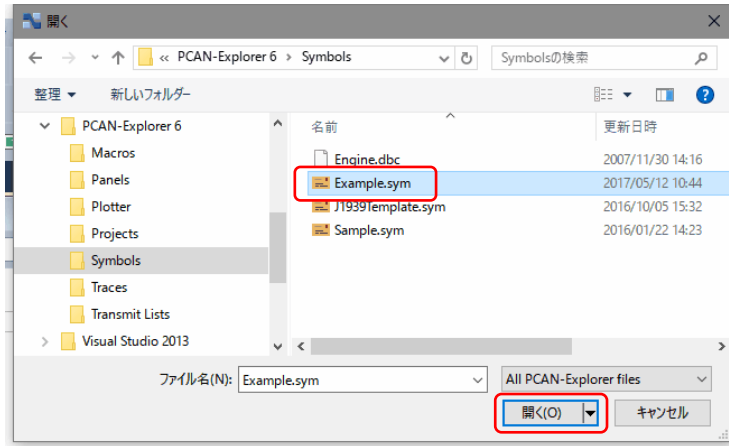 開く
« PCAN-Explorer 6 › Symbols
Symbolsの検索
整理 新しいフォルダー
PCAN-Explorer 6
Macros
Panels
Plotter
Projects
Symbols
Traces
Transmit Lists
Visual Studio 2013
名前 更新日時
Engine.dbc 2007/11/30 14:16
Example.sym 2017/05/12 10:44
J1939Template.sym 2016/10/05 15:32
Sample.sym 2016/01/22 14:23
ファイル名(N): Example.sym All PCAN-Explorer files
開く(O) キャンセル